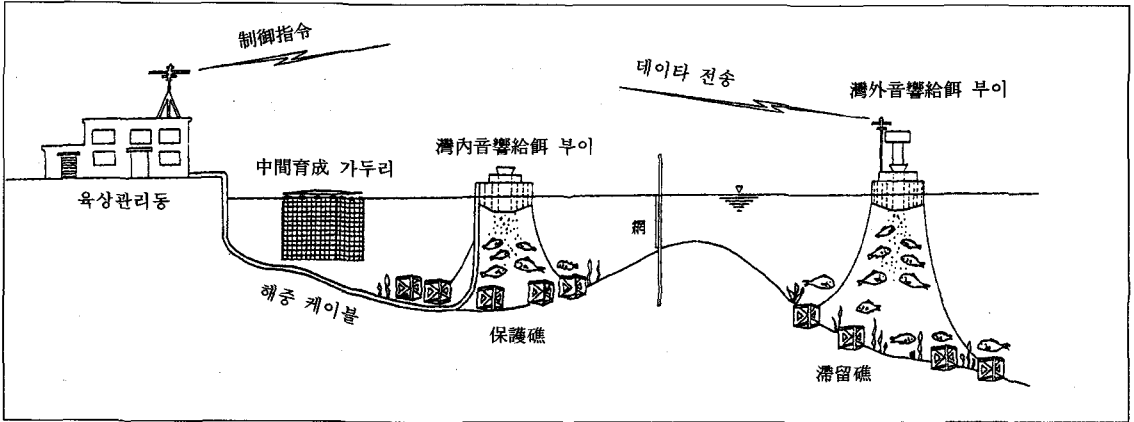 制御指令
데이타 전송
灣外音響給餌 부이
灣內音響給餌 부이
中間育成 가두리
육상관리동
網
해중 케이블
保護礁
滯留礁